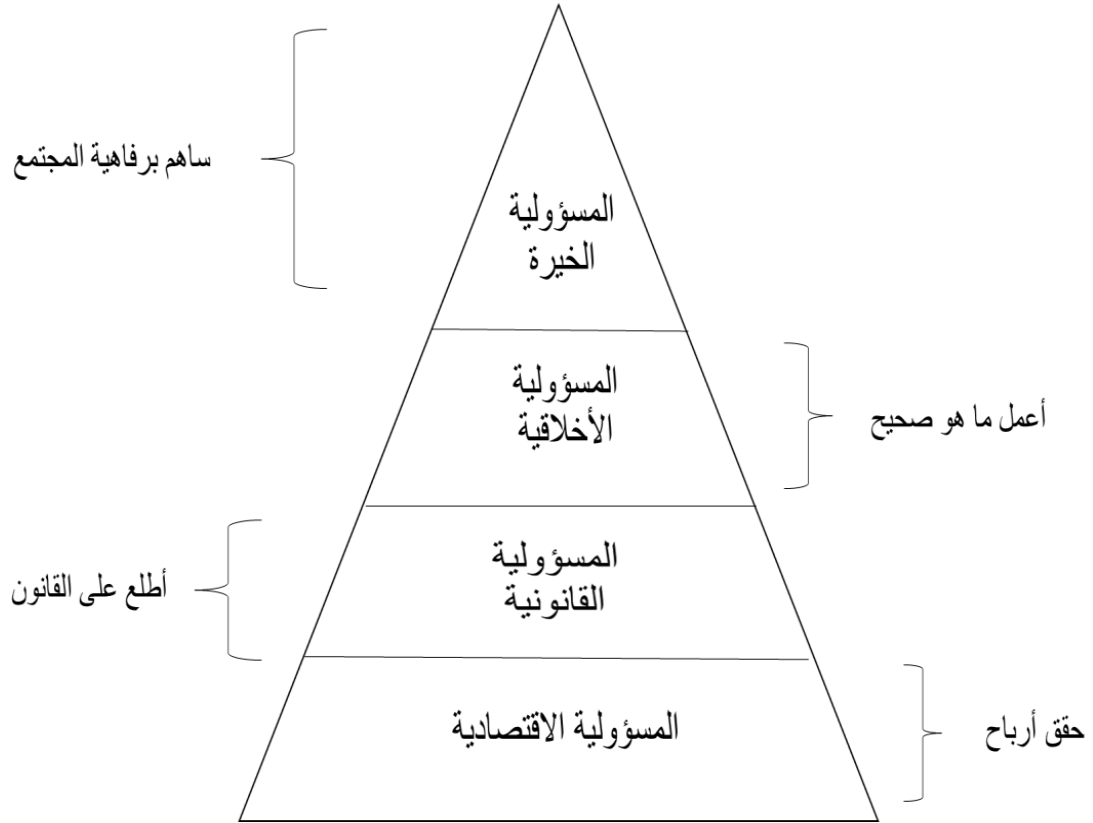 ساهم برفاهية المجتمع
المسؤولية
الخيرة
المسؤولية
الأخلاقية
أعمل ما هو صحيح
المسؤولية
القانونية
أطلع على القانون
المسؤولية الاقتصادية
حقق أرباح